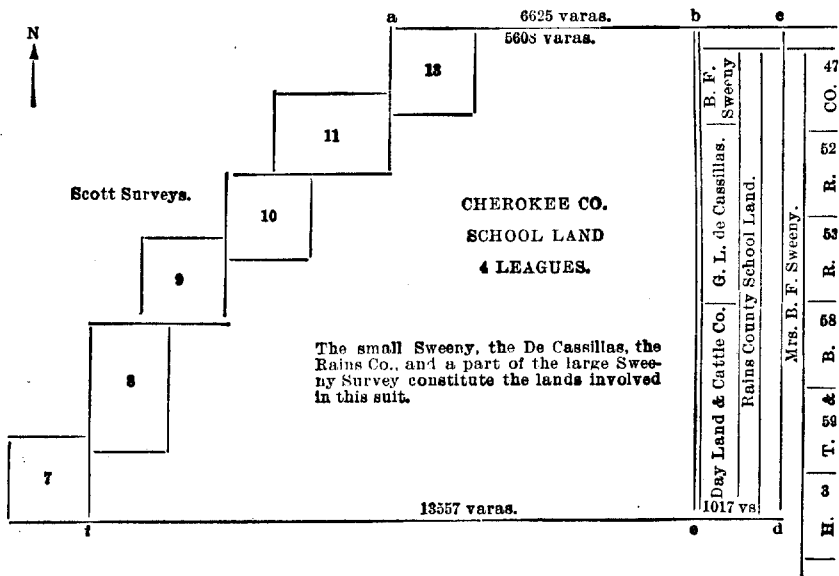 a
6625 varas.
b
e
5608 varas.
N
13
11
10
9
8
7
Scott Surveys.
CHEROKEE CO.
SCHOOL LAND
4 LEAGUES.
The small Sweeny, the De Cassillas, the
Rains Co., and a part of the large Swee-
ny Survey constitute the lands involved
in this suit.
B. F.
Sweeny
G. L. de Cassillas.
Day Land & Cattle Co.
Rains County School Land.
Mrs. B. F. Sweeny.
47
CO.
52
R.
53
R.
58
B.
&
59
T.
3
H.
13557 varas.
1017 vs
f
e
d